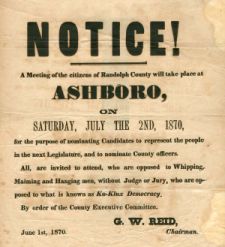 NOTICE!
A Meeting of the citizens of Randolph County will take place at
ASHBORO,
ON
SATURDAY, JULY THE 2ND, 1870,
for the purpose of nominating Candidates to represent the people
in the next Legislature, and to nominate County officers.
All, are invited to attend, who are opposed to Whipping,
Maiming and Hanging men, without Judge or Jury, who are op-
posed to what is known as Ku-Klux Democracy.
By order of the County Executive Committee.
G. W. REID,
June 1st, 1870. Chairman.